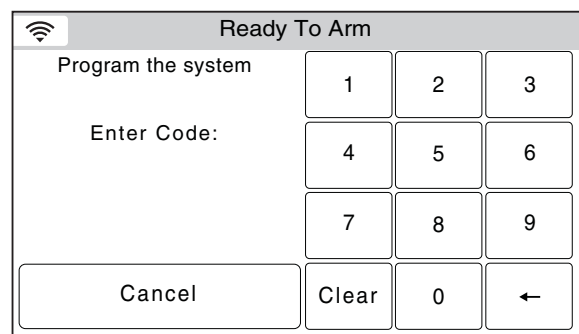 Ready To Arm
Program the system
Enter Code:
1 2 3
4 5 6
7 8 9
Cancel Clear 0 ←